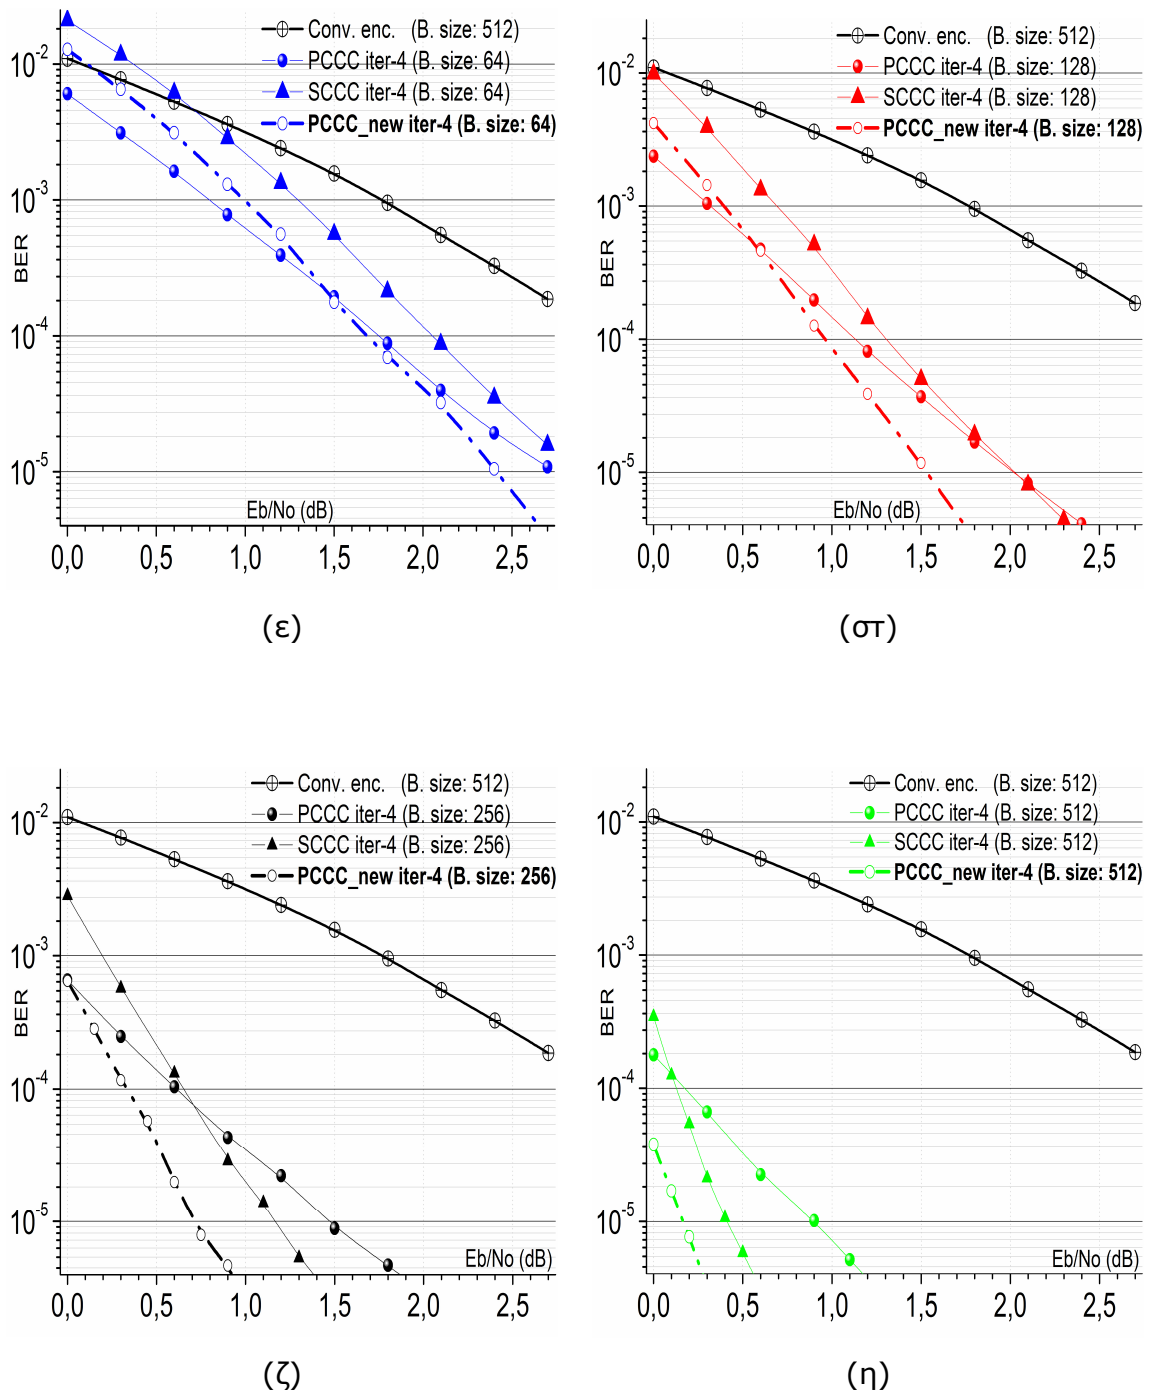 Conv. enc. (B. size: 512)
PCCC iter-4 (B. size: 64)
SCCC iter-4 (B. size: 64)
PCCC_new iter-4 (B. size: 64)
10-2
10-3
10-4
10-5
BER
Eb/No (dB)
0,0 0,5 1,0 1,5 2,0 2,5
(ε)
Conv. enc. (B. size: 512)
PCCC iter-4 (B. size: 128)
SCCC iter-4 (B. size: 128)
PCCC_new iter-4 (B. size: 128)
10-2
10-3
10-4
10-5
BER
Eb/No (dB)
0,0 0,5 1,0 1,5 2,0 2,5
(στ)
Conv. enc. (B. size: 512)
PCCC iter-4 (B. size: 256)
SCCC iter-4 (B. size: 256)
PCCC_new iter-4 (B. size: 256)
10-2
10-3
10-4
10-5
BER
Eb/No (dB)
0,0 0,5 1,0 1,5 2,0 2,5
(ζ)
Conv. enc. (B. size: 512)
PCCC iter-4 (B. size: 512)
SCCC iter-4 (B. size: 512)
PCCC_new iter-4 (B. size: 512)
10-2
10-3
10-4
10-5
BER
Eb/No (dB)
0,0 0,5 1,0 1,5 2,0 2,5
(η)